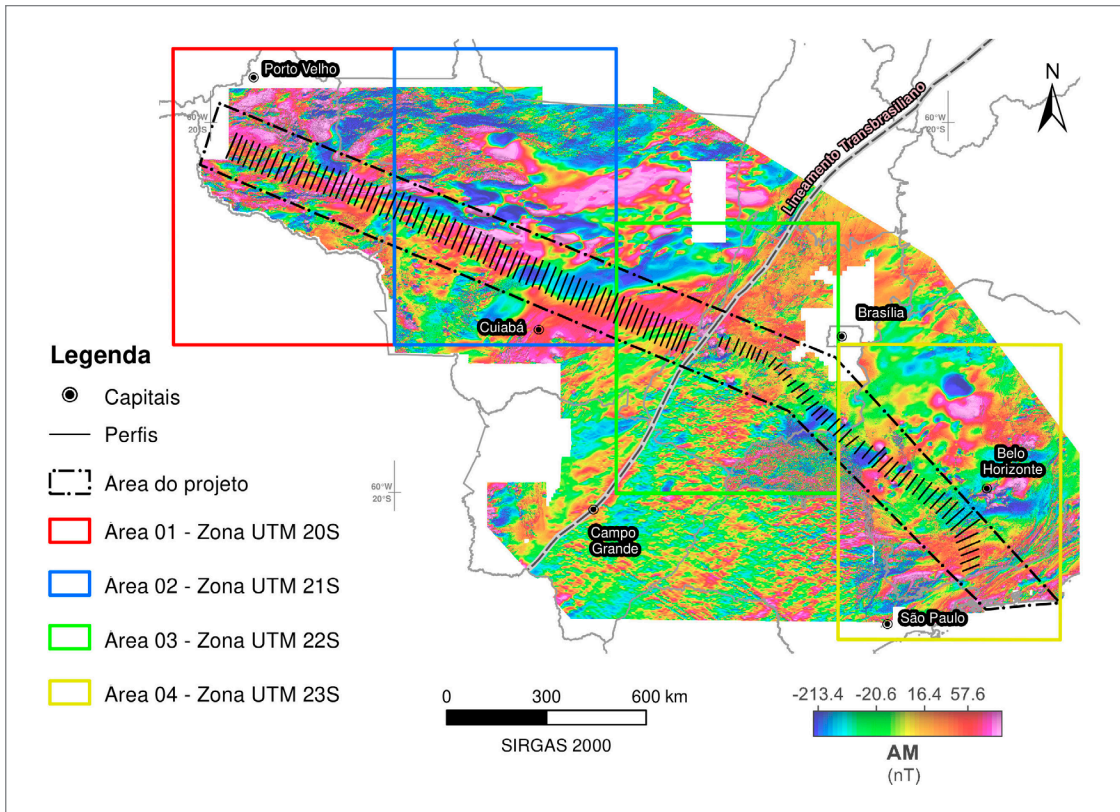 Porto Velho
N
60°W
20°S
60°W
20°S
Lineamento Transbrasiliano
Brasília
Cuiabá
Belo
Horizonte
60°W
20°S
Campo
Grande
São Paulo
Legenda
Capitais
Perfis
Area do projeto
Area 01 - Zona UTM 20S
Area 02 - Zona UTM 21S
Area 03 - Zona UTM 22S
Area 04 - Zona UTM 23S
0 300 600 km
SIRGAS 2000
-213.4 -20.6 16.4 57.6
AM
(nT)